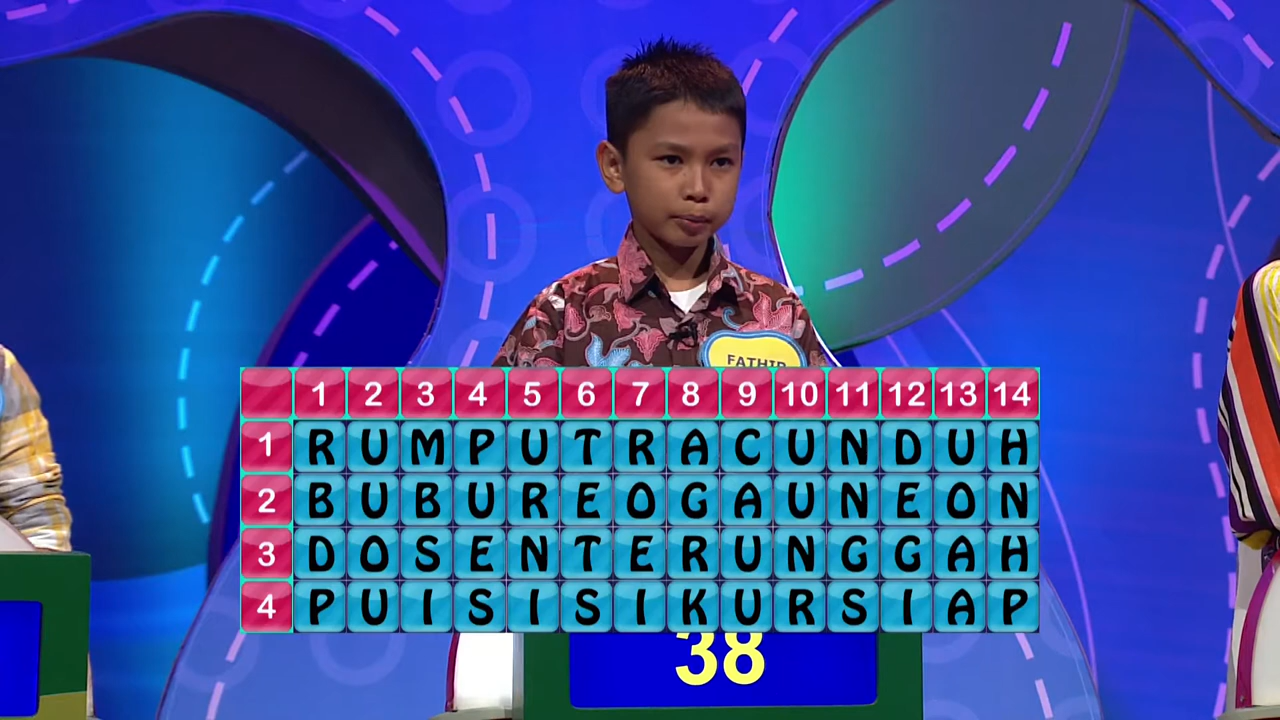 FATHIR
1 2 3 4 5 6 7 8 9 10 11 12 13 14
1 R U M P U T R A C U N D U H
2 B U B U R E O G A U N E O N
3 D O S E N T E R U N G G A H
4 P U I S I S I K U R S I A P
38